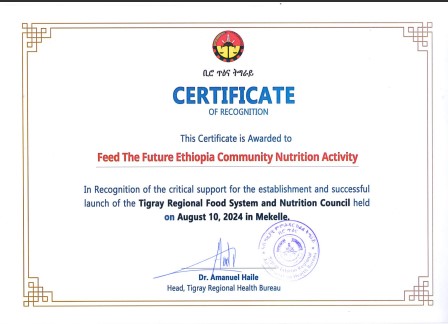 ቢሮ ጥዕና ትግራይ
CERTIFICATE
OF RECOGNITION
This Certificate is Awarded to
Feed The Future Ethiopia Community Nutrition Activity
In Recognition of the critical support for the establishment and successful
launch of the Tigray Regional Food System and Nutrition Council held
on August 10, 2024 in Mekelle.
Dr. Amanuel Haile
Head, Tigray Regional Health Bureau